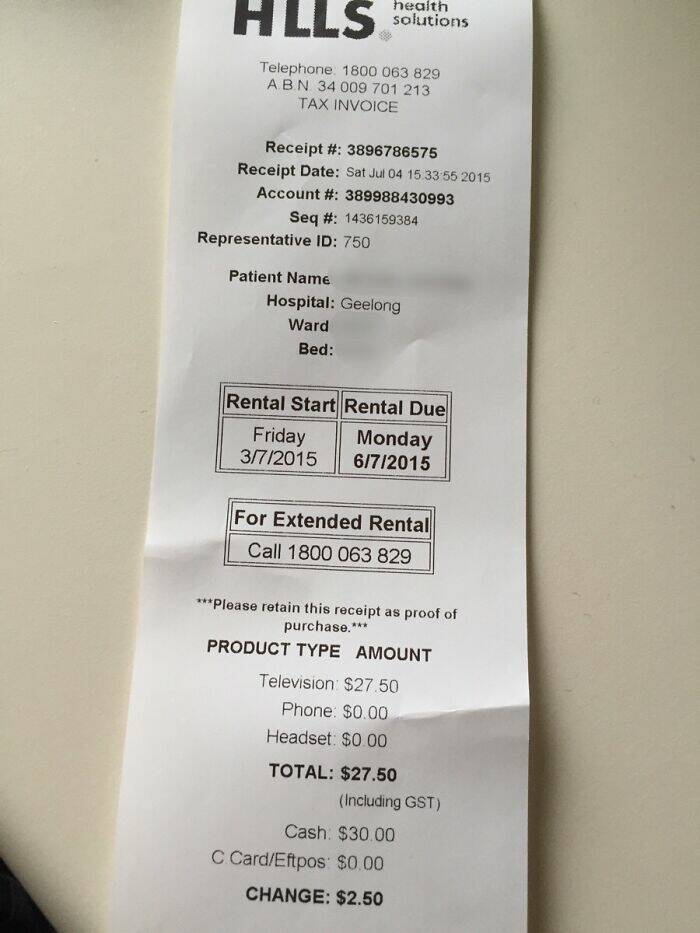 HLLS health
solutions
Telephone: 1800 063 829
A.B.N. 34 009 701 213
TAX INVOICE
Receipt #: 3896786575
Receipt Date: Sat Jul 04 15:33:55 2015
Account #: 389988430993
Seq #: 1436159384
Representative ID: 750
Patient Name
Hospital: Geelong
Ward
Bed:
Rental Start Rental Due
Friday Monday
3/7/2015 6/7/2015
For Extended Rental
Call 1800 063 829
***Please retain this receipt as proof of
purchase.***
PRODUCT TYPE AMOUNT
Television: $27.50
Phone: $0.00
Headset: $0.00
TOTAL: $27.50
(Including GST)
Cash: $30.00
C.Card/Eftpos: $0.00
CHANGE: $2.50